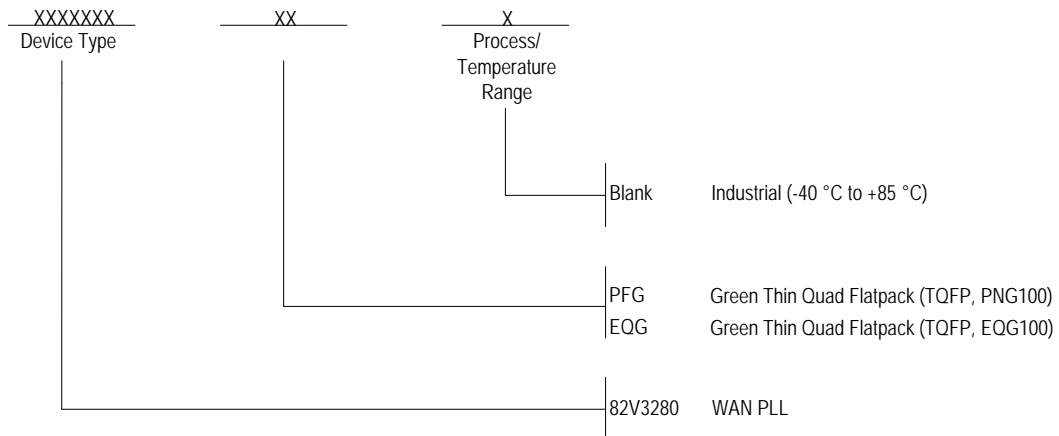 XXXXXXX XX X
Device Type Process/
Temperature
Range
Blank Industrial (-40 °C to +85 °C)
PFG Green Thin Quad Flatpack (TQFP, PNG100)
EQG Green Thin Quad Flatpack (TQFP, EQG100)
82V3280 WAN PLL